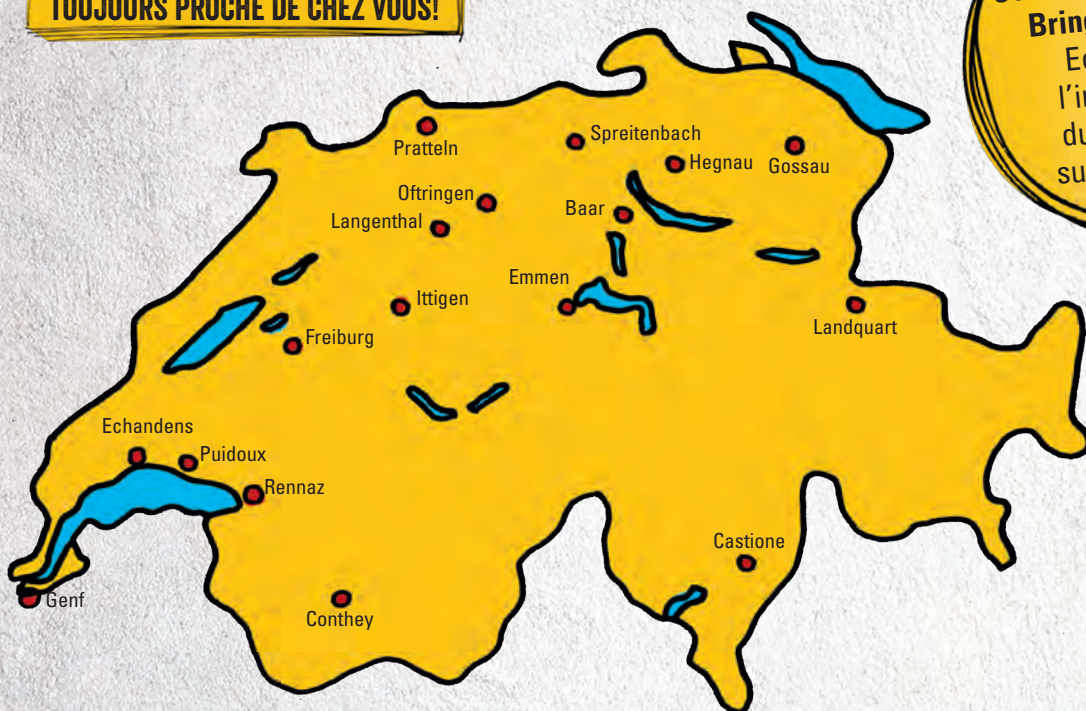 TOUJOURS PROCHE DE CHEZ VOUS!
Bring
l'in
du
su
Pratteln
Spreitenbach
Hegnau
Gossau
Oftringen
Langenthal
Baar
Emmen
Ittigen
Freiburg
Landquart
Echandens
Puidoux
Rennaz
Castione
Genf
Conthey